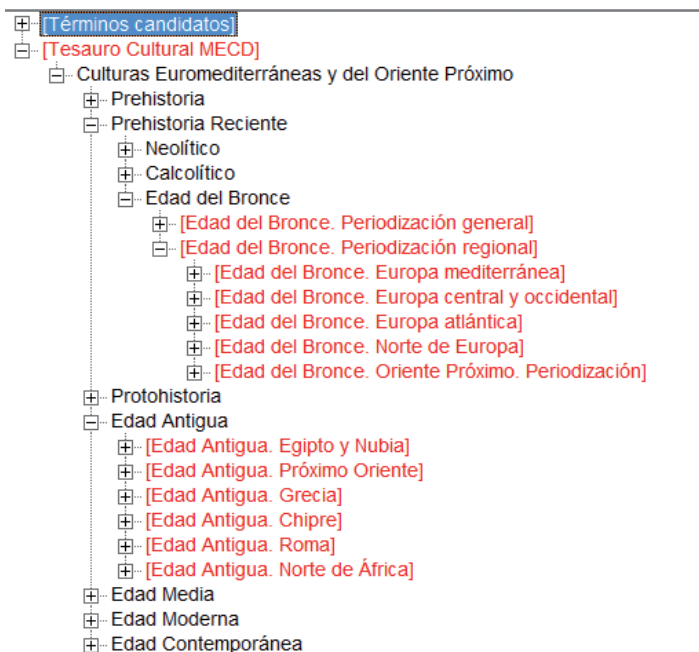 [Términos candidatos]
[Tesauro Cultural MECD]
Culturas Euromediterráneas y del Oriente Próximo
Prehistoria
Prehistoria Reciente
Neolítico
Calcolítico
Edad del Bronce
[Edad del Bronce. Periodización general]
[Edad del Bronce. Periodización regional]
[Edad del Bronce. Europa mediterránea]
[Edad del Bronce. Europa central y occidental]
[Edad del Bronce. Europa atlántica]
[Edad del Bronce. Norte de Europa]
[Edad del Bronce. Oriente Próximo. Periodización]
Protohistoria
Edad Antigua
[Edad Antigua. Egipto y Nubia]
[Edad Antigua. Próximo Oriente]
[Edad Antigua. Grecia]
[Edad Antigua. Chipre]
[Edad Antigua. Roma]
[Edad Antigua. Norte de África]
Edad Media
Edad Moderna
Edad Contemporánea